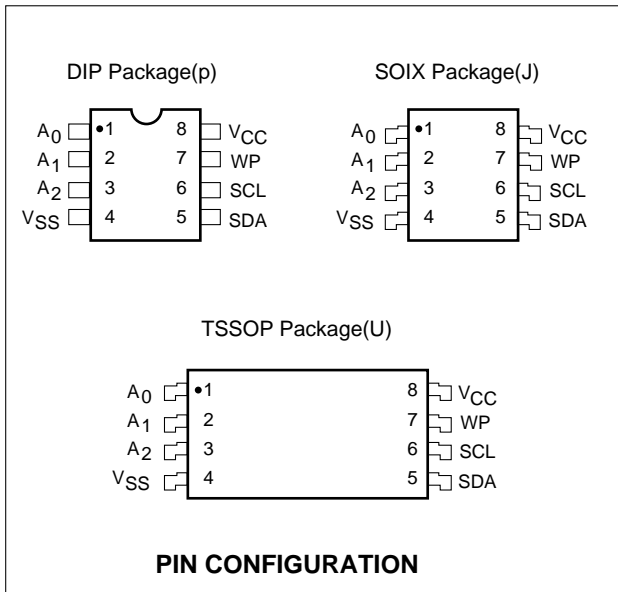 DIP Package(p)
A0 •1 8 VCC
A1 2 7 WP
A2 3 6 SCL
VSS 4 5 SDA
SOIX Package(J)
A0 •1 8 VCC
A1 2 7 WP
A2 3 6 SCL
VSS 4 5 SDA
TSSOP Package(U)
A0 •1 8 VCC
A1 2 7 WP
A2 3 6 SCL
VSS 4 5 SDA
PIN CONFIGURATION